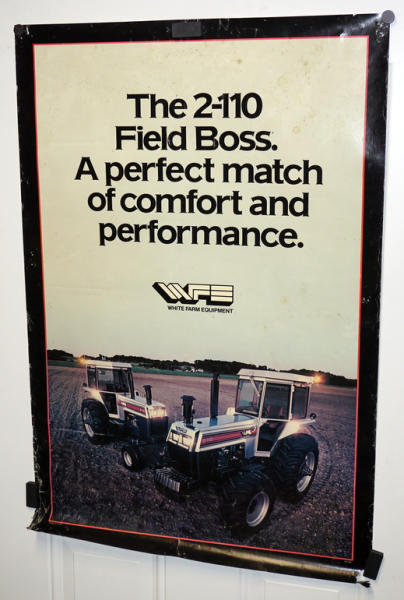 The 2-110
Field Boss.
A perfect match
of comfort and
performance.
WFE
WHITE FARM EQUIPMENT